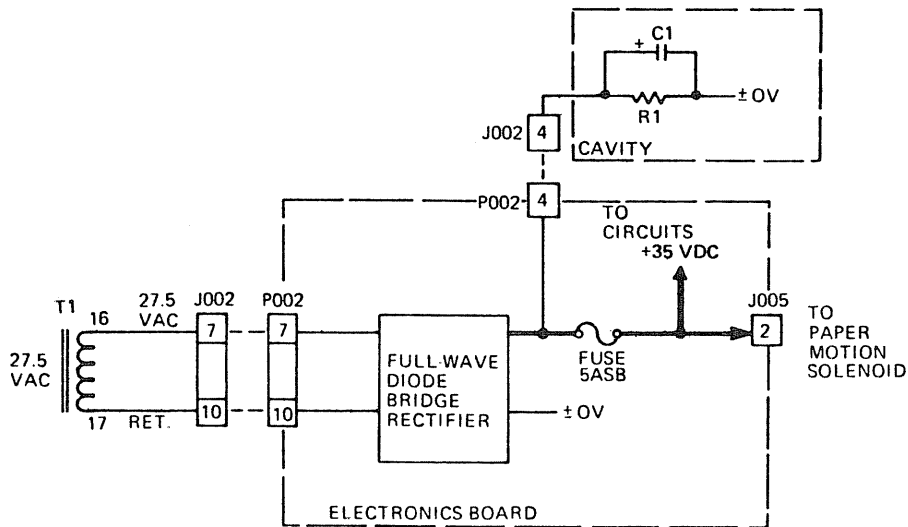 C1
+
± 0V
R1
J002
4
CAVITY
P002
4
TO
CIRCUITS
+35 VDC
T1
16
27.5
VAC
J002
P002
J005
7
7
2
TO
PAPER
MOTION
SOLENOID
27.5
VAC
FULL-WAVE
DIODE
BRIDGE
RECTIFIER
FUSE
5ASB
10
10
± 0V
17
RET.
ELECTRONICS BOARD